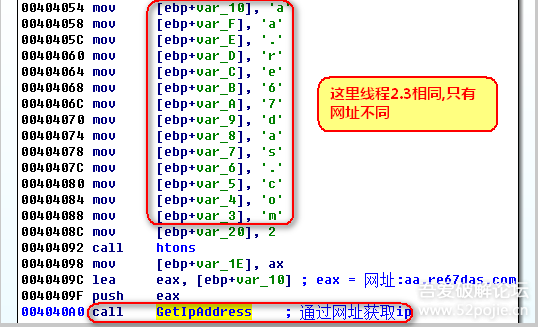 00404054 mov [ebp+var_10], 'a'
00404058 mov [ebp+var_F], 'a'
0040405C mov [ebp+var_E], '.'
00404060 mov [ebp+var_D], 'r'
00404064 mov [ebp+var_C], 'e'
00404068 mov [ebp+var_B], '6'
0040406C mov [ebp+var_A], '7'
00404070 mov [ebp+var_9], 'd'
00404074 mov [ebp+var_8], 'a'
00404078 mov [ebp+var_7], 's'
0040407C mov [ebp+var_6], '.'
00404080 mov [ebp+var_5], 'c'
00404084 mov [ebp+var_4], 'o'
00404088 mov [ebp+var_3], 'm'
0040408C mov [ebp+var_20], 2
00404092 call htons
00404098 mov [ebp+var_1E], ax
0040409C lea eax, [ebp+var_10] ; eax = 网址:aa.re67das.com
0040409F push eax
004040A0 call GetIpAddress ; 通过网址获取ip
这里线程2.3相同,只有
网址不同
吾爱破解论坛
www.52pojie.cn